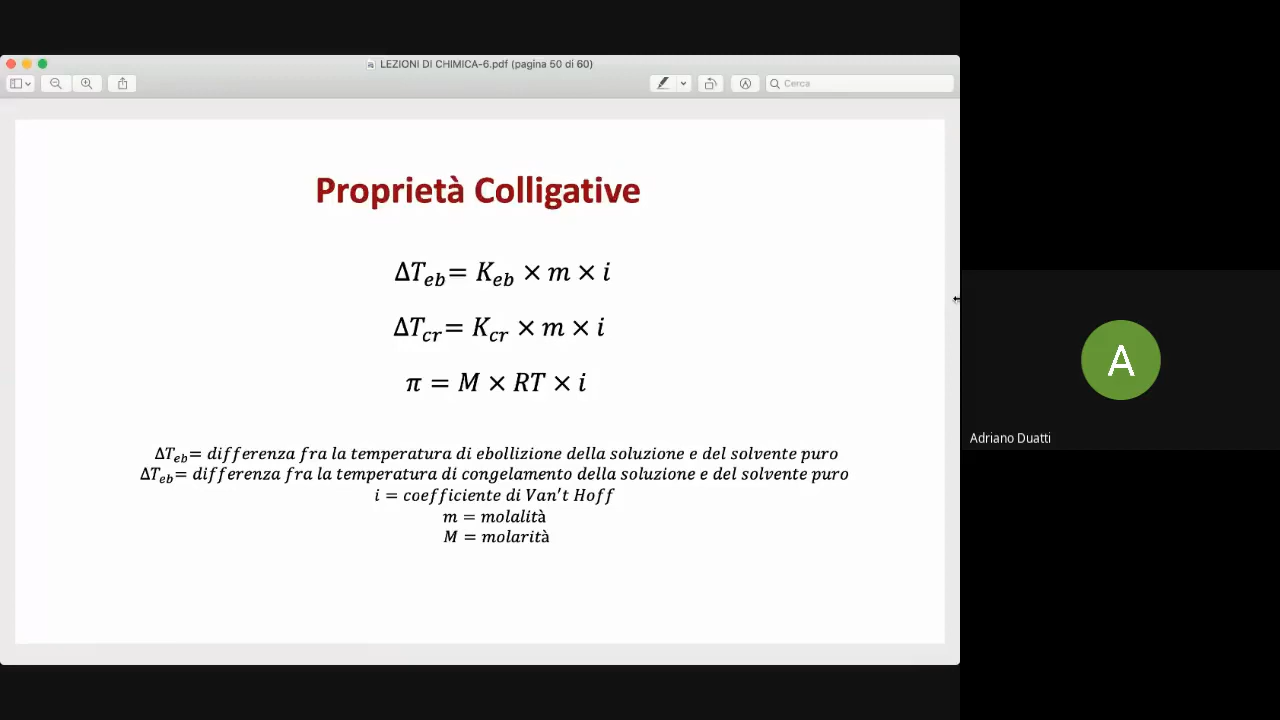 LEZIONI DI CHIMICA-6.pdf (pagina 50 di 60)
Cerca
Proprietà Colligative
ΔT_eb= K_eb × m × i
ΔT_cr= K_cr × m × i
π = M × RT × i
ΔT_eb= differenza fra la temperatura di ebollizione della soluzione e del solvente puro
ΔT_eb= differenza fra la temperatura di congelamento della soluzione e del solvente puro
i = coefficiente di Van't Hoff
m = molalità
M = molarità
A
Adriano Duatti